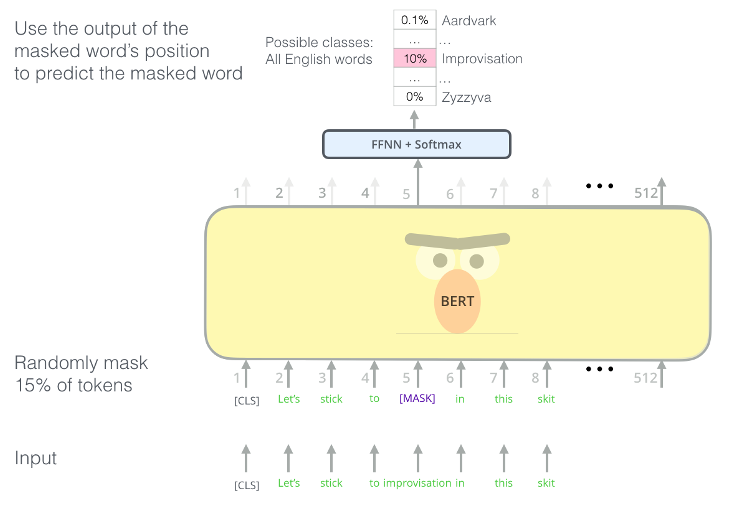 Use the output of the
masked word's position
to predict the masked word
Possible classes:
All English words
0.1% Aardvark
... ...
10% Improvisation
... ...
0% Zyzzyva
FFNN + Softmax
1 2 3 4 5 6 7 8 ••• 512
BERT
Randomly mask
15% of tokens
1 2 3 4 5 6 7 8 ••• 512
[CLS] Let's stick to [MASK] in this skit
Input
[CLS] Let's stick to improvisation in this skit